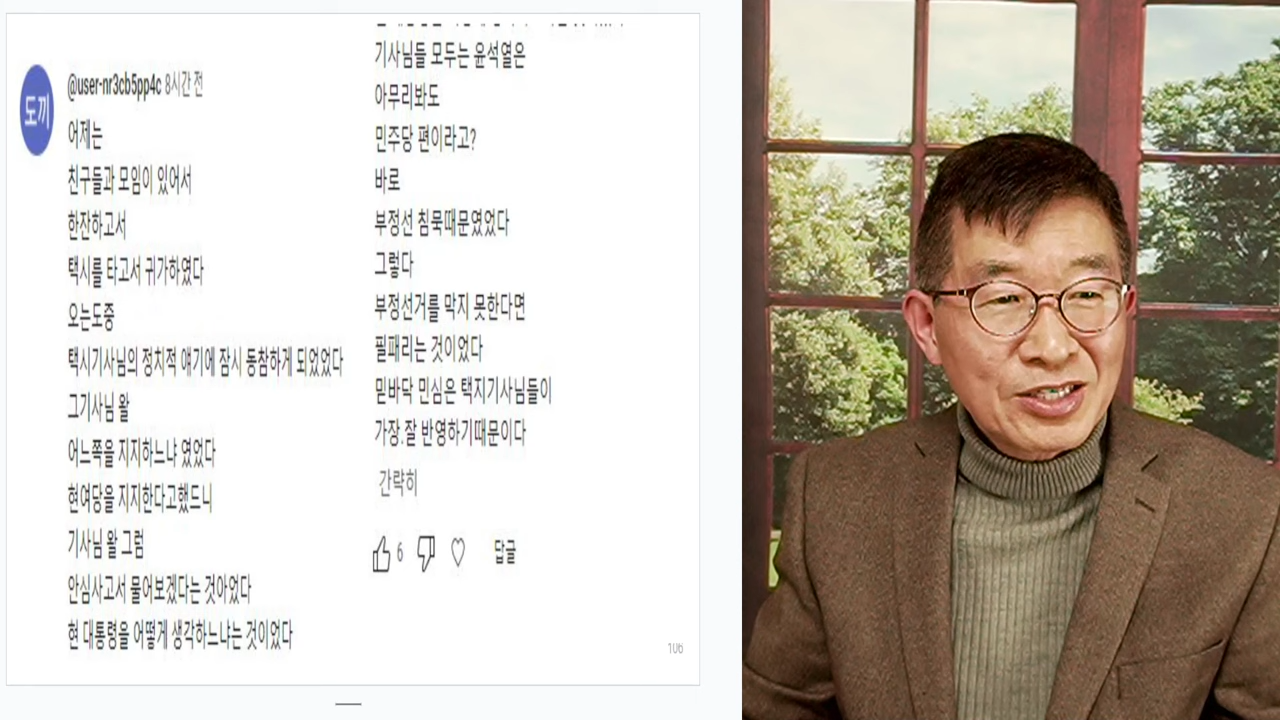 도끼
@user-nr3cb5pp4c 8시간 전
어제는
친구들과 모임이 있어서
한잔하고서
택시를 타고서 귀가하였다
오는도중
택시기사님의 정치적 얘기에 잠시 동참하게 되었었다
그기사님 왈
어느쪽을 지지하느냐 였었다
현여당을 지지한다고했드니
기사님 왈 그럼
안심사고서 물어보겠다는 것아었다
현 대통령을 어떻게 생각하느냐는 것이었다
기사님들 모두는 윤석열은
아무리봐도
민주당 편이라고?
바로
부정선 침묵때문였었다
그렇다
부정선거를 막지 못한다면
필패리는 것이었다
믿바닥 민심은 택지기사님들이
가장.잘 반영하기때문이다
간략히
6
답글
106